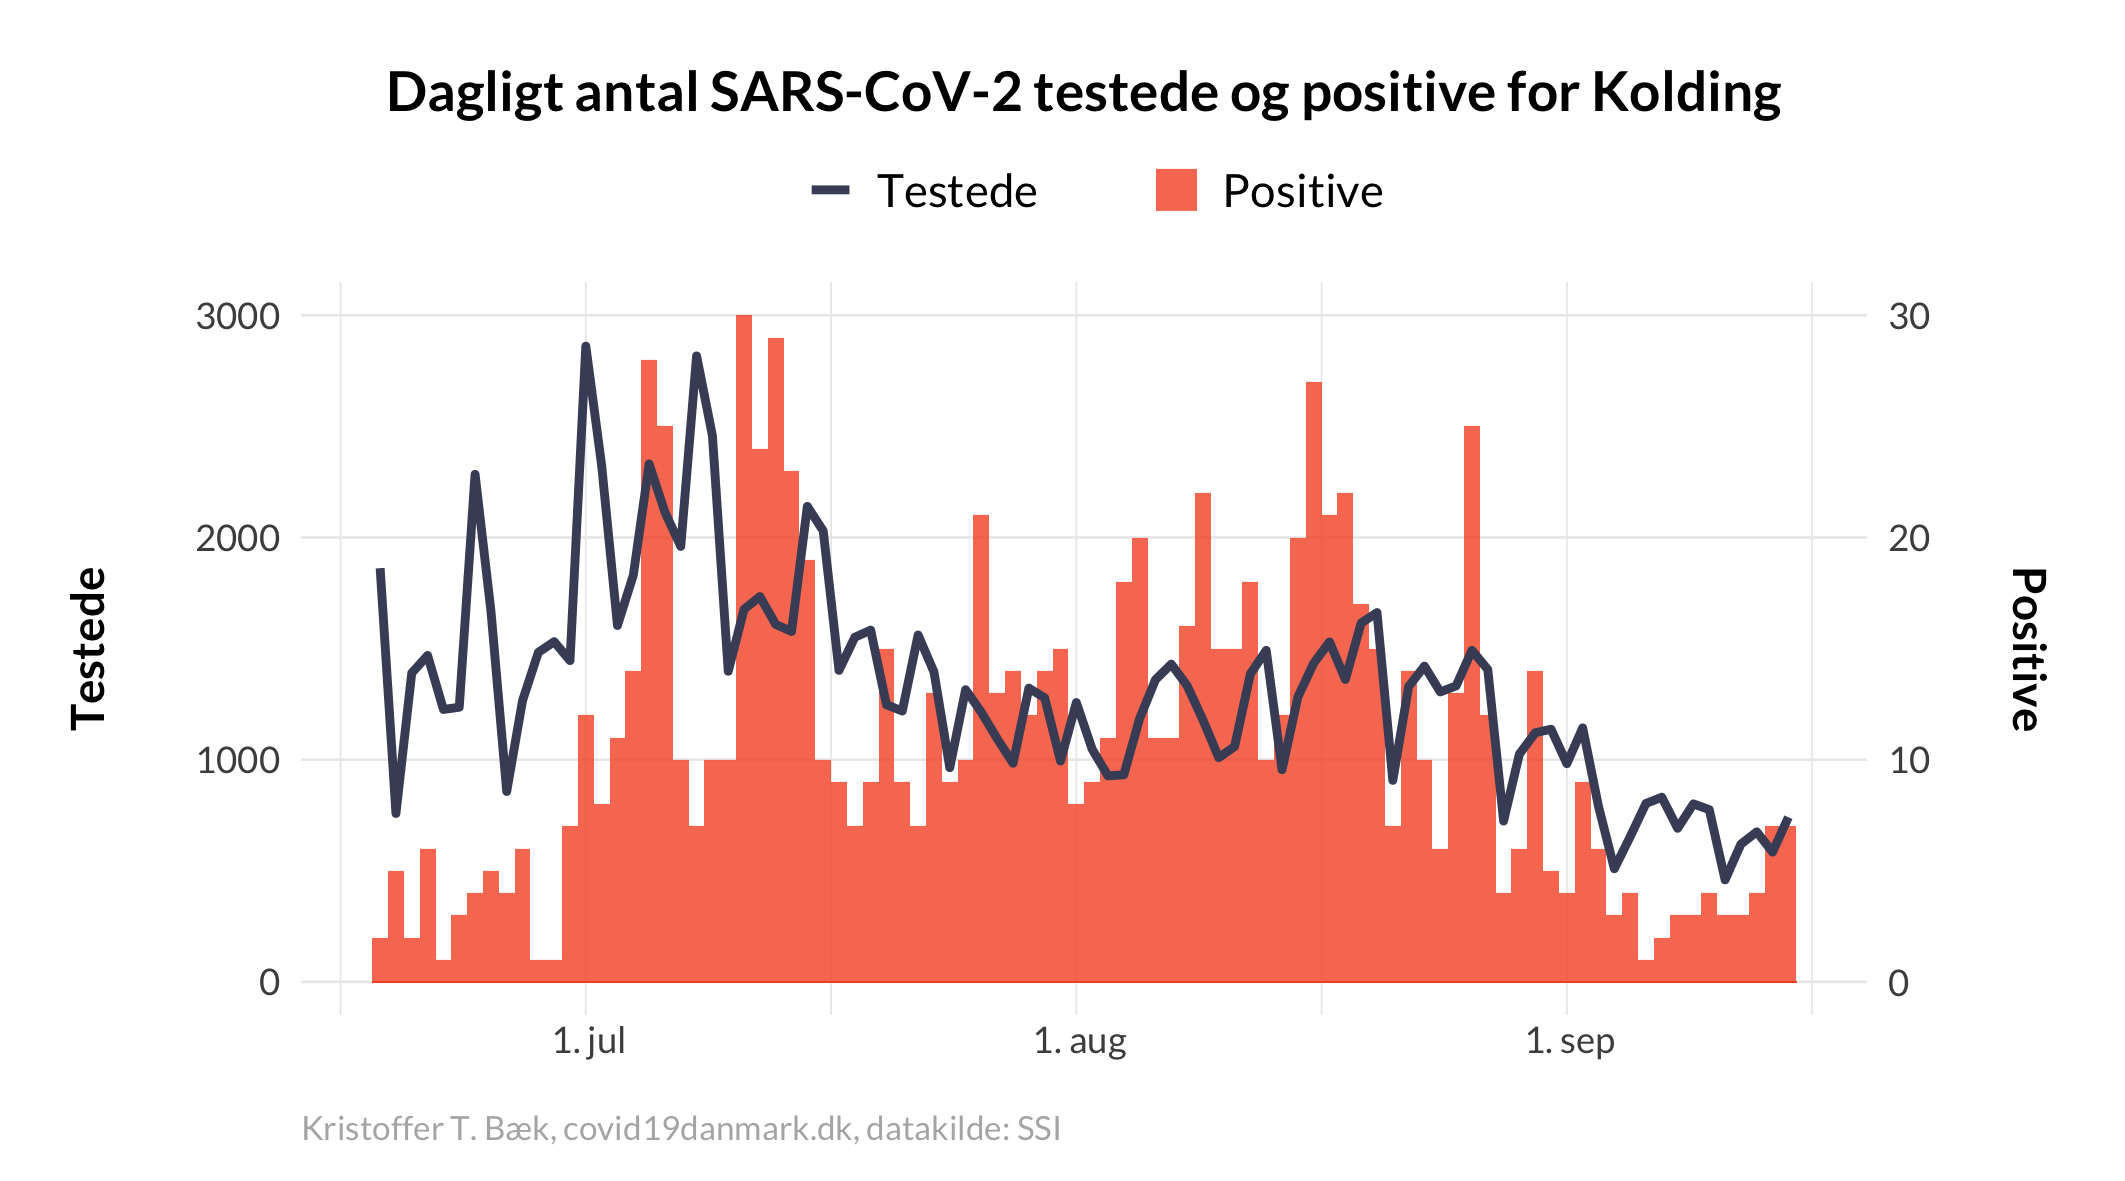 Dagligt antal SARS-CoV-2 testede og positive for Kolding
Testede Positive
3000
2000
1000
0
Testede
30
20
10
0
Positive
1. jul 1. aug 1. sep
Kristoffer T. Bæk, covid19danmark.dk, datakilde: SSI